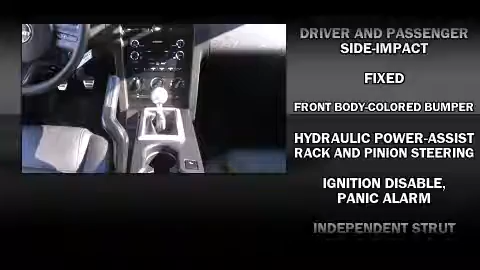 DRIVER AND PASSENGER
SIDE-IMPACT
FIXED
FRONT BODY-COLORED BUMPER
HYDRAULIC POWER-ASSIST
RACK AND PINION STEERING
IGNITION DISABLE,
PANIC ALARM
INDEPENDENT STRUT